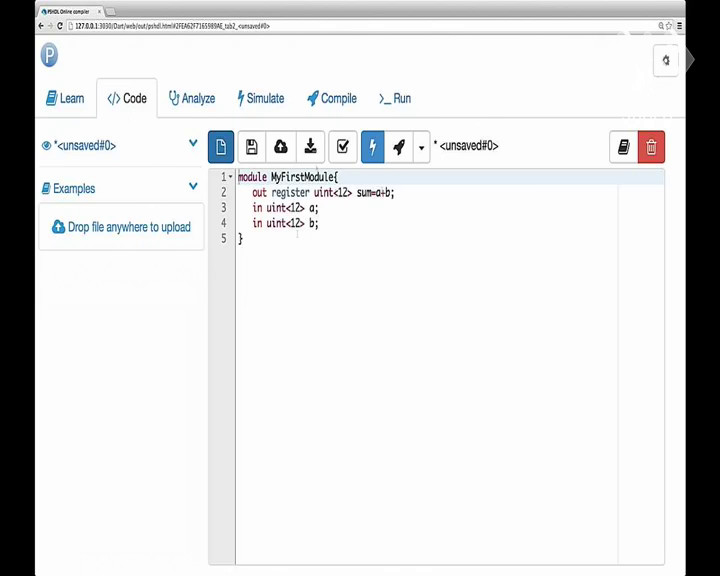 PSHDL Online compiler
127.0.0.1:3030/Dart/web/out/pshdl.html#2FEA62F7165989AE_tab2_<unsaved#0>
P
Learn
Code
Analyze
Simulate
Compile
Run
*<unsaved#0>
* <unsaved#0>
Examples
Drop file anywhere to upload
1 module MyFirstModule{
2 out register uint<12> sum=a+b;
3 in uint<12> a;
4 in uint<12> b;
5 }